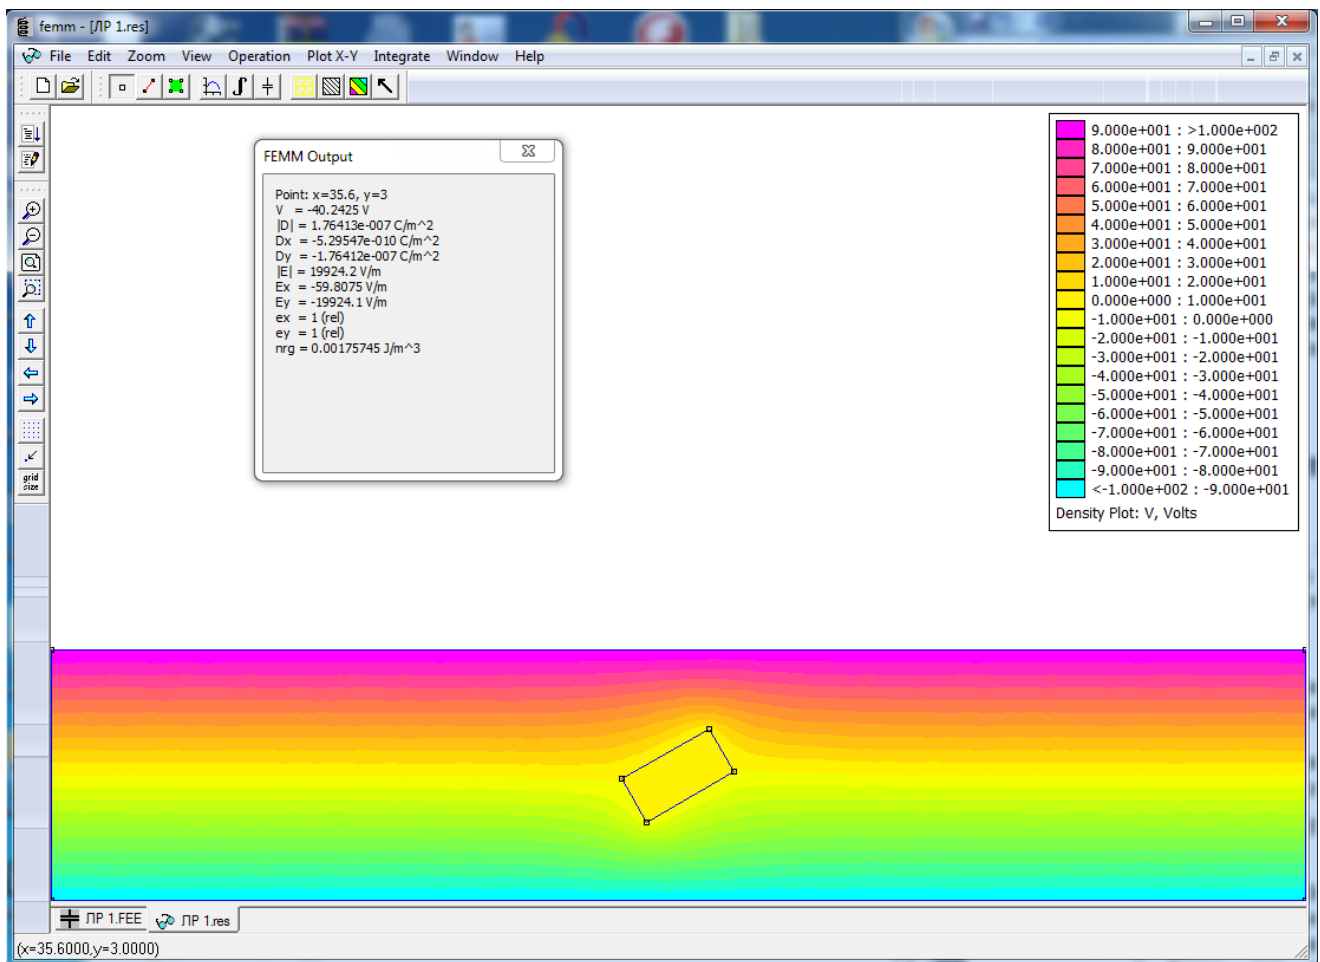 femm - [ЛР 1.res]
File Edit Zoom View Operation Plot X-Y Integrate Window Help
grid
size
FEMM Output
Point: x=35.6, y=3
V = -40.2425 V
|D| = 1.76413e-007 C/m^2
Dx = -5.29547e-010 C/m^2
Dy = -1.76412e-007 C/m^2
|E| = 19924.2 V/m
Ex = -59.8075 V/m
Ey = -19924.1 V/m
ex = 1 (rel)
ey = 1 (rel)
nrg = 0.00175745 J/m^3
9.000e+001 : >1.000e+002
8.000e+001 : 9.000e+001
7.000e+001 : 8.000e+001
6.000e+001 : 7.000e+001
5.000e+001 : 6.000e+001
4.000e+001 : 5.000e+001
3.000e+001 : 4.000e+001
2.000e+001 : 3.000e+001
1.000e+001 : 2.000e+001
0.000e+000 : 1.000e+001
-1.000e+001 : 0.000e+000
-2.000e+001 : -1.000e+001
-3.000e+001 : -2.000e+001
-4.000e+001 : -3.000e+001
-5.000e+001 : -4.000e+001
-6.000e+001 : -5.000e+001
-7.000e+001 : -6.000e+001
-8.000e+001 : -7.000e+001
-9.000e+001 : -8.000e+001
<-1.000e+002 : -9.000e+001
Density Plot: V, Volts
ЛР 1.FEE ЛР 1.res
(x=35.6000,y=3.0000)